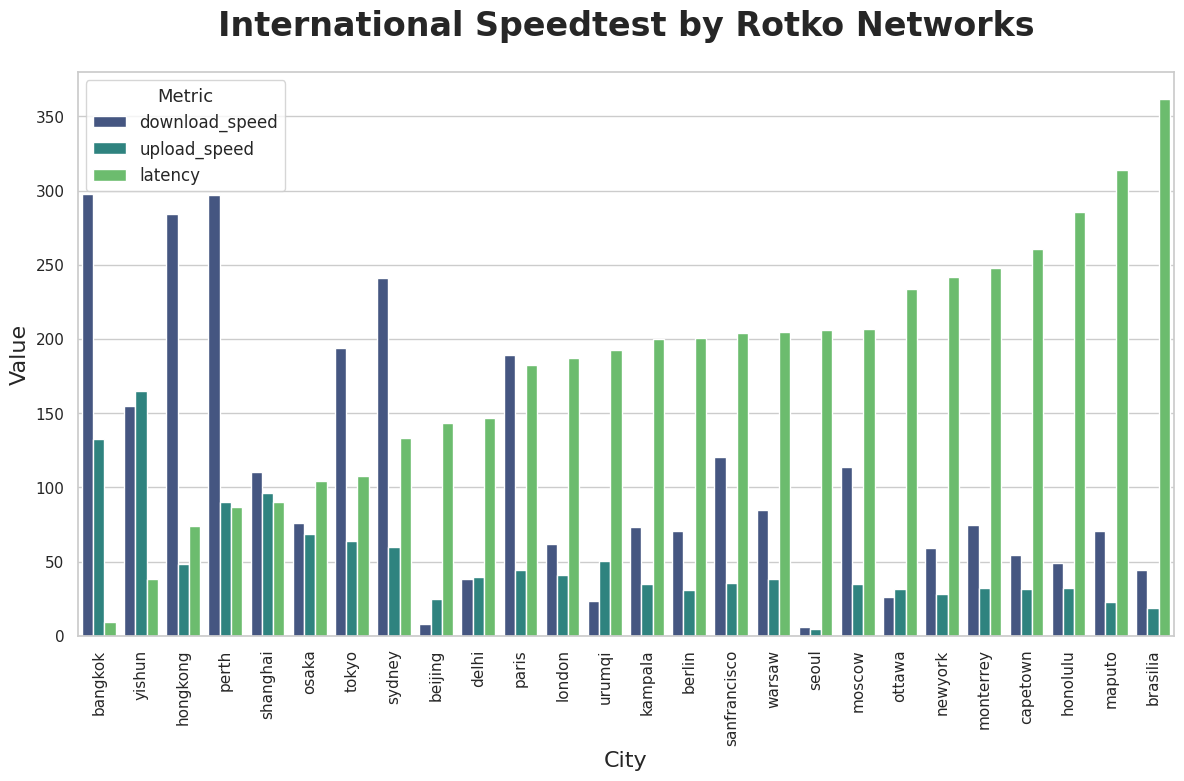 International Speedtest by Rotko Networks
Metric
download_speed
upload_speed
latency
350
300
250
200
150
100
50
0
Value
bangkok
yishun
hongkong
perth
shanghai
osaka
tokyo
sydney
beijing
delhi
paris
london
urumqi
kampala
berlin
sanfrancisco
warsaw
seoul
moscow
ottawa
newyork
monterrey
capetown
honolulu
maputo
brasilia
City